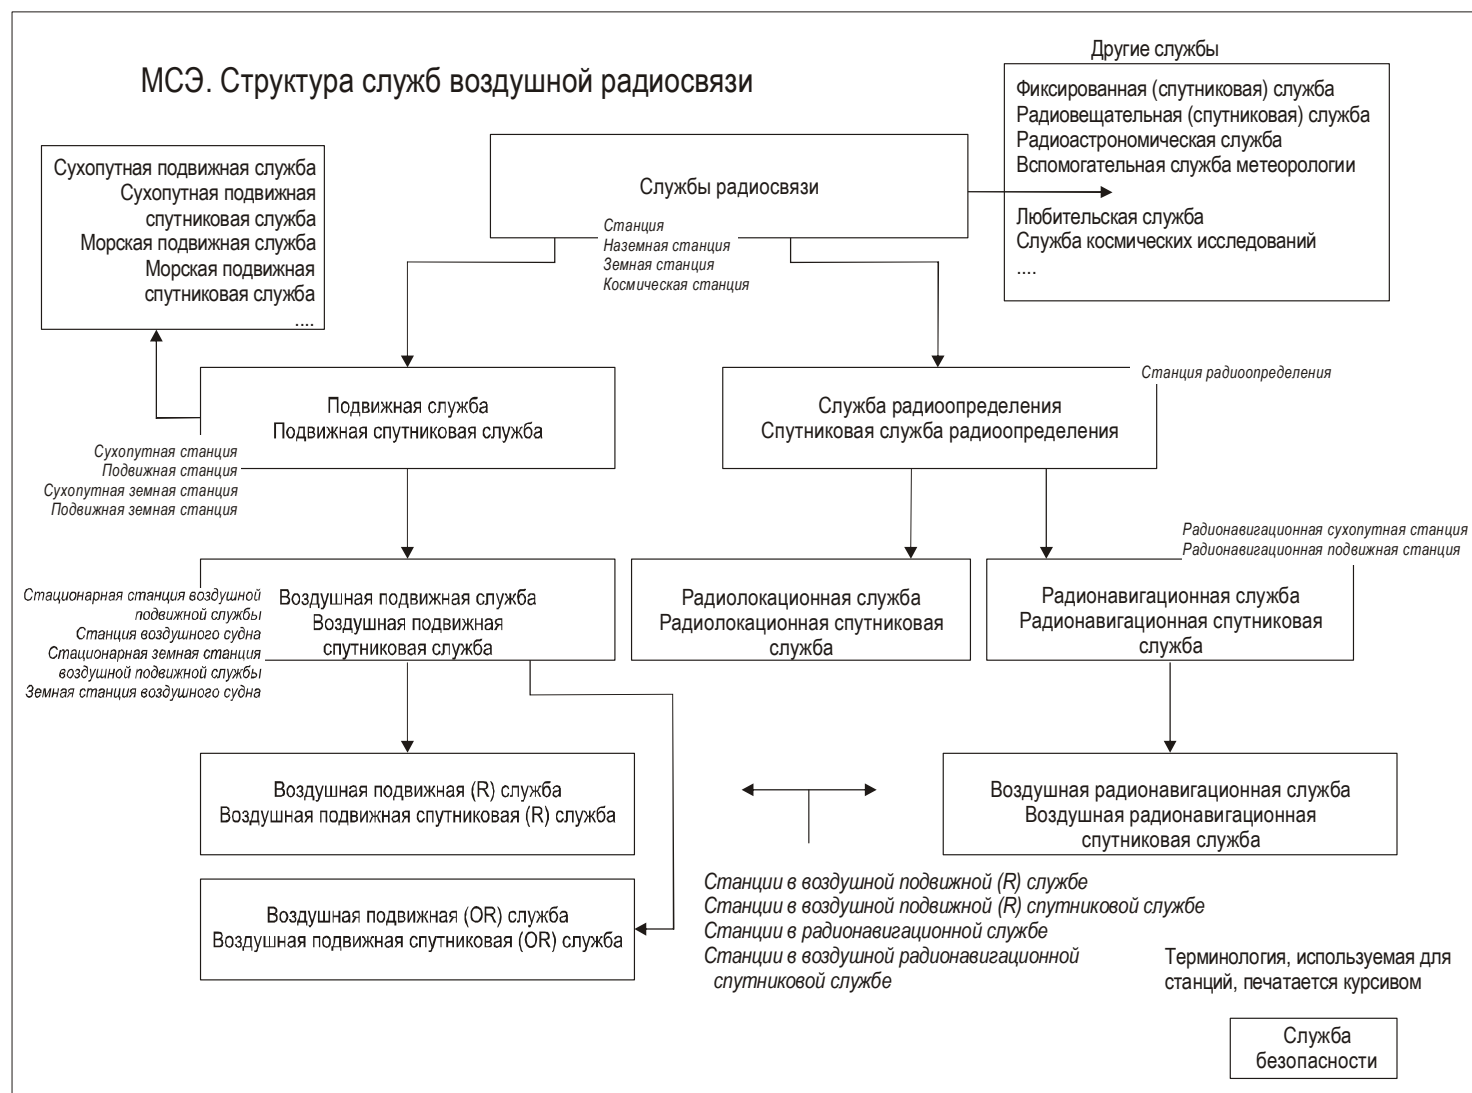 МСЭ. Структура служб воздушной радиосвязи
Другие службы
Фиксированная (спутниковая) служба
Радиовещательная (спутниковая) служба
Радиоастрономическая служба
Вспомогательная служба метеорологии
Любительская служба
Служба космических исследований
....
Сухопутная подвижная служба
Сухопутная подвижная
спутниковая служба
Морская подвижная служба
Морская подвижная
спутниковая служба
....
Службы радиосвязи
Станция
Наземная станция
Земная станция
Космическая станция
Подвижная служба
Подвижная спутниковая служба
Сухопутная станция
Подвижная станция
Сухопутная земная станция
Подвижная земная станция
Служба радиоопределения
Спутниковая служба радиоопределения
Станция радиоопределения
Стационарная станция воздушной
подвижной службы
Станция воздушного судна
Стационарная земная станция
воздушной подвижной службы
Земная станция воздушного судна
Воздушная подвижная служба
Воздушная подвижная
спутниковая служба
Радиолокационная служба
Радиолокационная спутниковая
служба
Радионавигационная сухопутная станция
Радионавигационная подвижная станция
Радионавигационная служба
Радионавигационная спутниковая
служба
Воздушная подвижная (R) служба
Воздушная подвижная спутниковая (R) служба
Воздушная радионавигационная служба
Воздушная радионавигационная
спутниковая служба
Воздушная подвижная (OR) служба
Воздушная подвижная спутниковая (OR) служба
Станции в воздушной подвижной (R) службе
Станции в воздушной подвижной (R) спутниковой службе
Станции в радионавигационной службе
Станции в воздушной радионавигационной
спутниковой службе
Терминология, используемая для
станций, печатается курсивом
Служба
безопасности